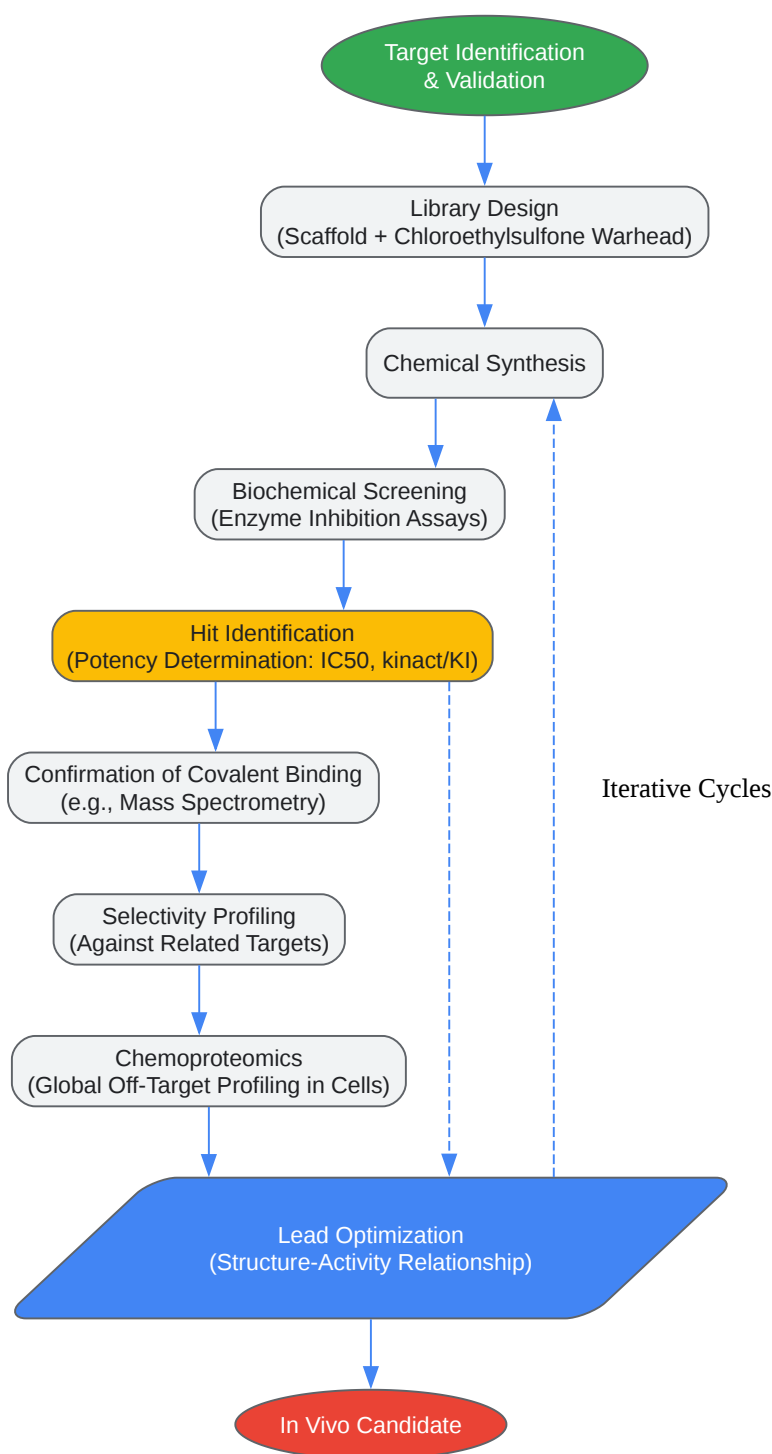 Target Identification
& Validation
Library Design
(Scaffold + Chloroethylsulfone Warhead)
Chemical Synthesis
Biochemical Screening
(Enzyme Inhibition Assays)
Hit Identification
(Potency Determination: IC50, kinact/KI)
Confirmation of Covalent Binding
(e.g., Mass Spectrometry)
Iterative Cycles
Selectivity Profiling
(Against Related Targets)
Chemoproteomics
(Global Off-Target Profiling in Cells)
Lead Optimization
(Structure-Activity Relationship)
In Vivo Candidate